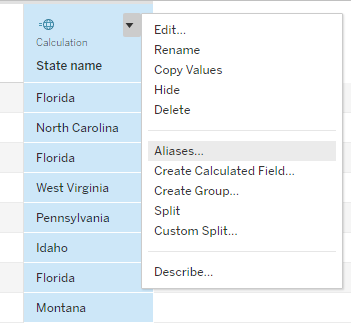 Calculation
State name
Florida
North Carolina
Florida
West Virginia
Pennsylvania
Idaho
Florida
Montana
Edit...
Rename
Copy Values
Hide
Delete
Aliases...
Create Calculated Field...
Create Group...
Split
Custom Split...
Describe...